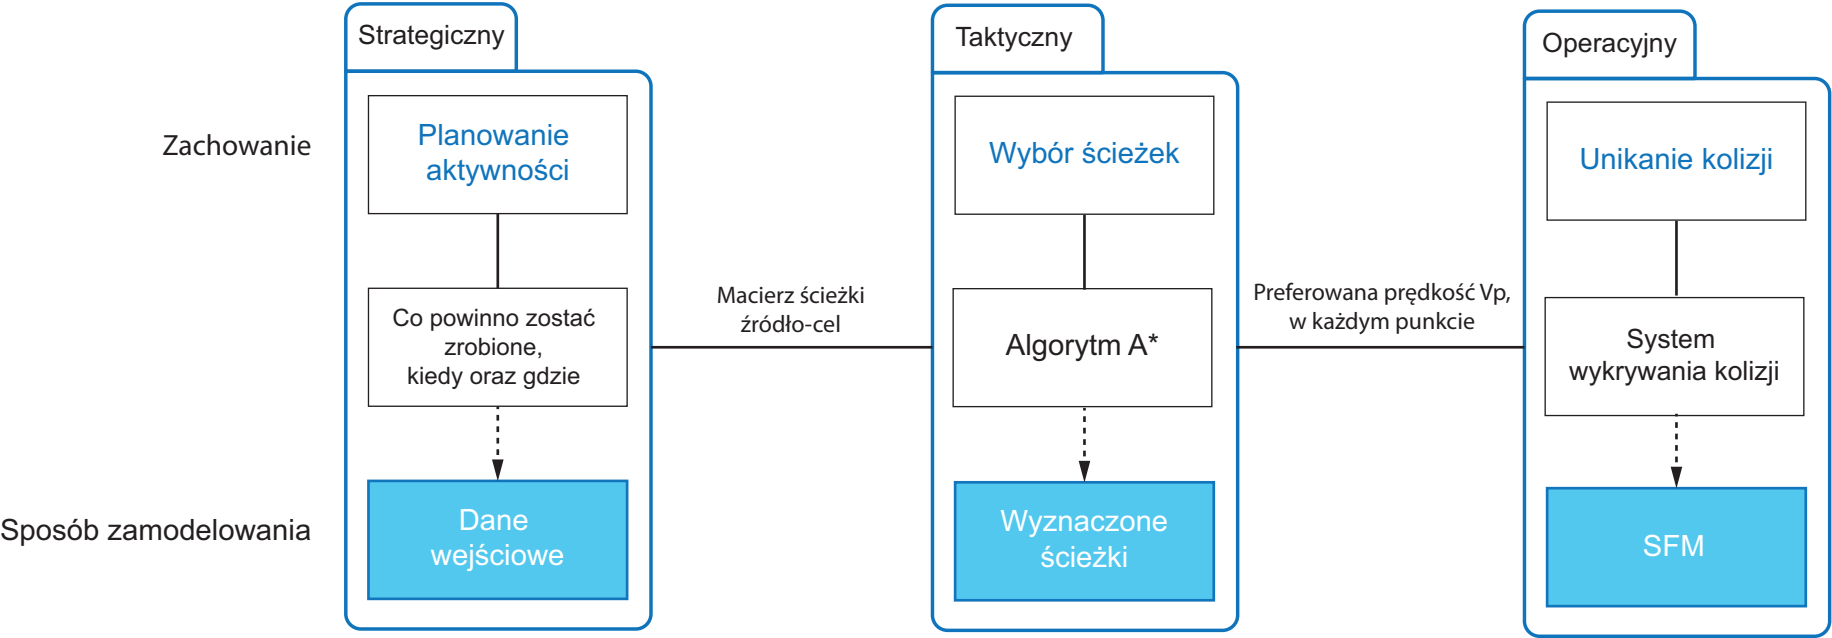 Strategiczny
Taktyczny
Operacyjny
Zachowanie
Planowanie
aktywności
Wybór ścieżek
Unikanie kolizji
Co powinno zostać
zrobione,
kiedy oraz gdzie
Macierz ścieżki
źródło-cel
Algorytm A*
Preferowana prędkość Vp,
w każdym punkcie
System
wykrywania kolizji
Sposób zamodelowania
Dane
wejściowe
Wyznaczone
ścieżki
SFM